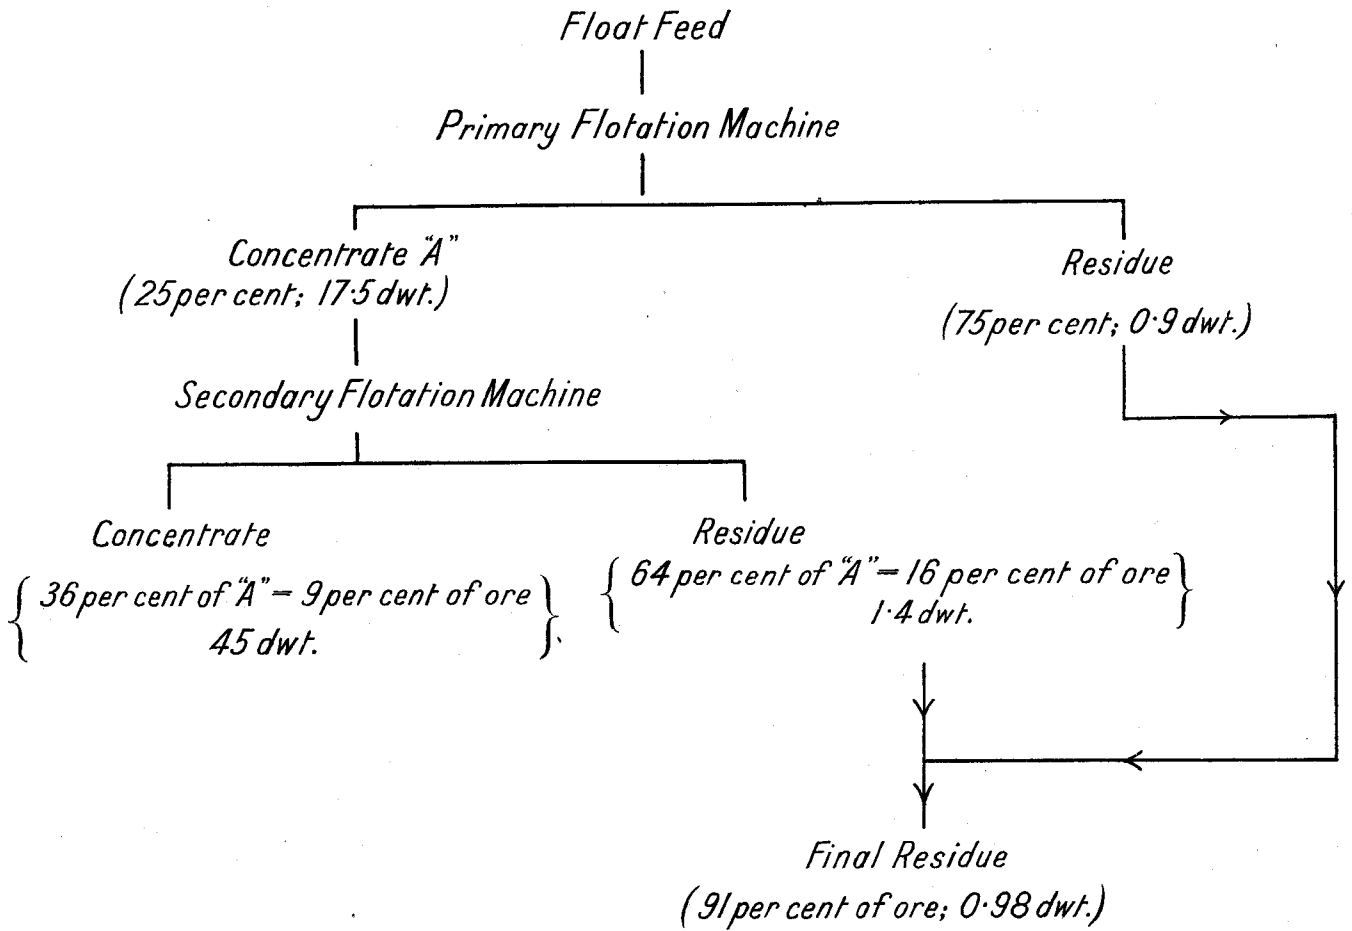 Float Feed
Primary Flotation Machine
Concentrate "A"
(25 per cent; 17·5 dwt.)
Residue
(75 per cent; 0·9 dwt.)
Secondary Flotation Machine
Concentrate
36 per cent of "A" = 9 per cent of ore
45 dwt.
Residue
64 per cent of "A" = 16 per cent of ore
1·4 dwt.
Final Residue
(91 per cent of ore; 0·98 dwt.)